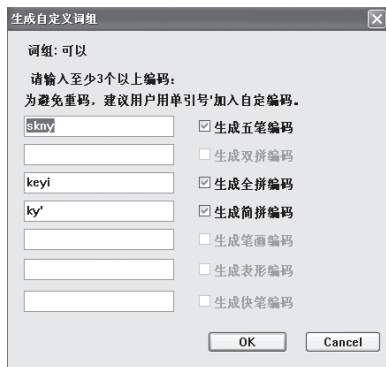 生成自定义词组
词组: 可以
请输入至少3个以上编码:
为避免重码，建议用户用单引号'加入自定编码。
skny 生成五笔编码
生成双拼编码
keyi 生成全拼编码
ky' 生成简拼编码
生成笔画编码
生成表形编码
生成快笔编码
OK Cancel